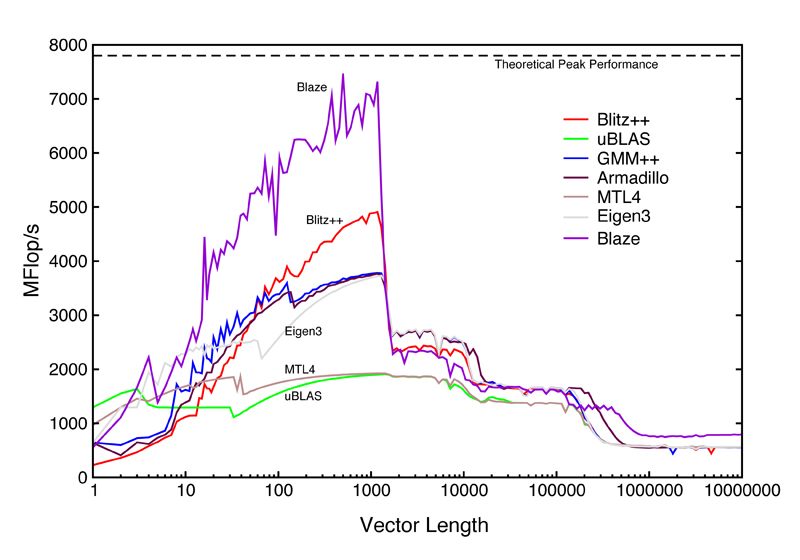 8000
Theoretical Peak Performance
7000
Blaze
6000
5000
Blitz++
4000
3000
Eigen3
2000
MTL4
uBLAS
1000
0
MFlop/s
Blitz++
uBLAS
GMM++
Armadillo
MTL4
Eigen3
Blaze
1 10 100 1000 10000 100000 1000000 10000000
Vector Length